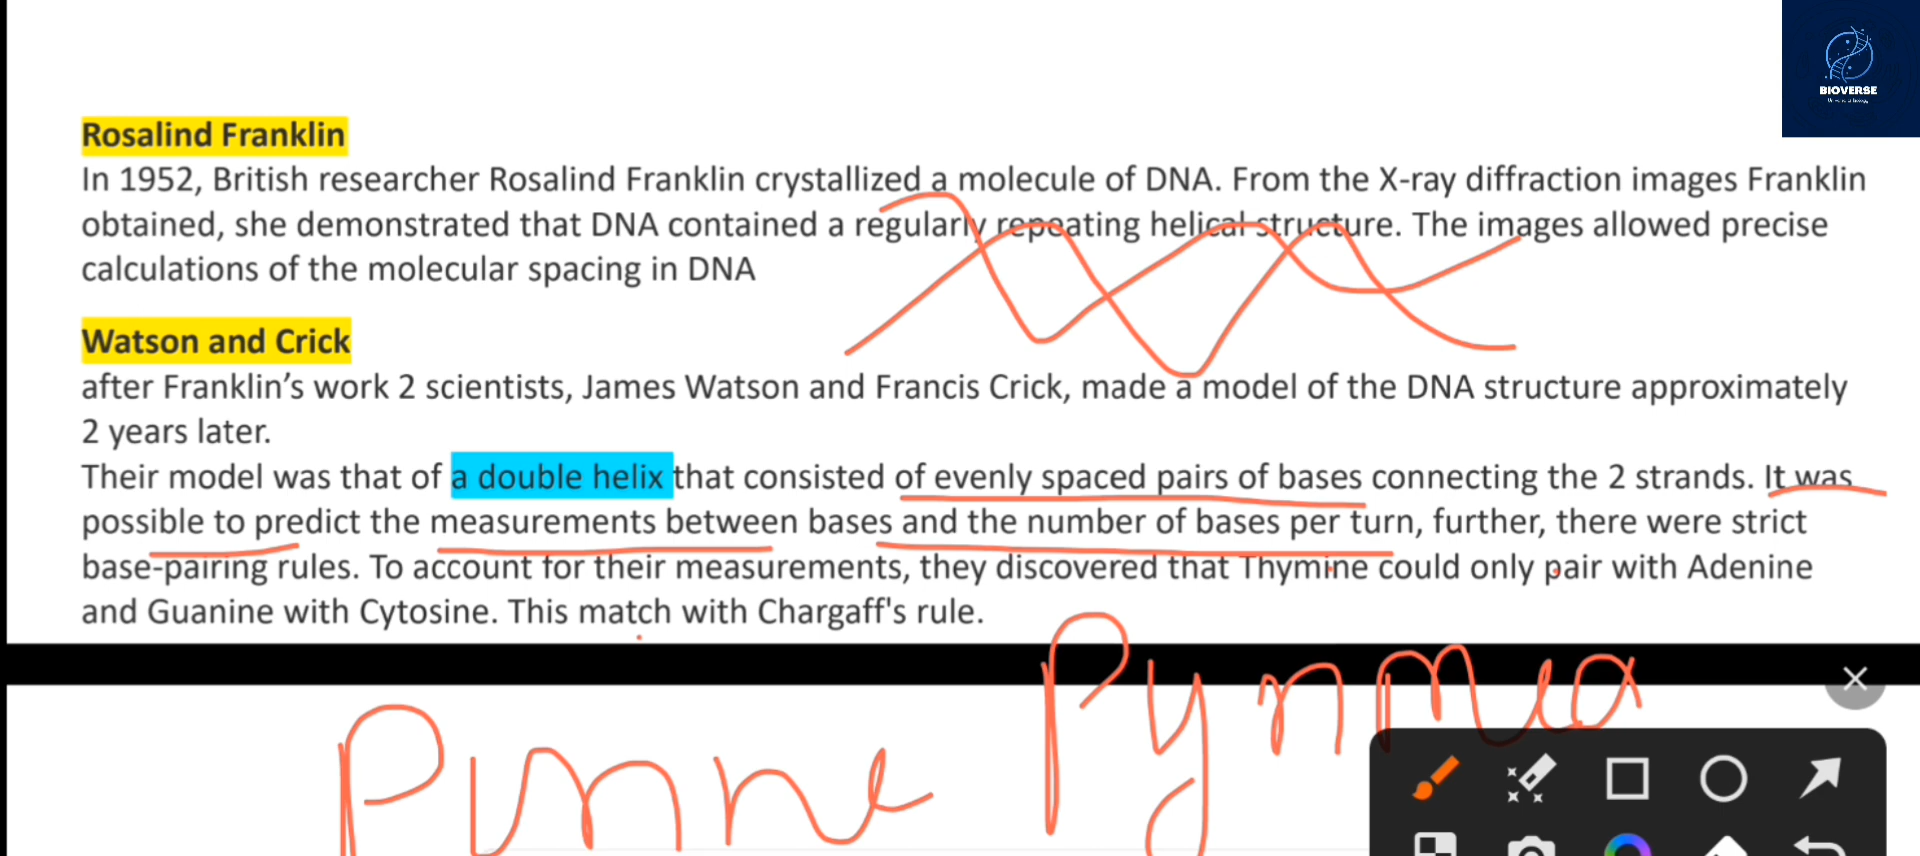 BIOVERSE
Rosalind Franklin
In 1952, British researcher Rosalind Franklin crystallized a molecule of DNA. From the X-ray diffraction images Franklin
obtained, she demonstrated that DNA contained a regularly repeating helical structure. The images allowed precise
calculations of the molecular spacing in DNA
Watson and Crick
after Franklin’s work 2 scientists, James Watson and Francis Crick, made a model of the DNA structure approximately
2 years later.
Their model was that of a double helix that consisted of evenly spaced pairs of bases connecting the 2 strands. It was
possible to predict the measurements between bases and the number of bases per turn, further, there were strict
base-pairing rules. To account for their measurements, they discovered that Thymine could only pair with Adenine
and Guanine with Cytosine. This match with Chargaff's rule.